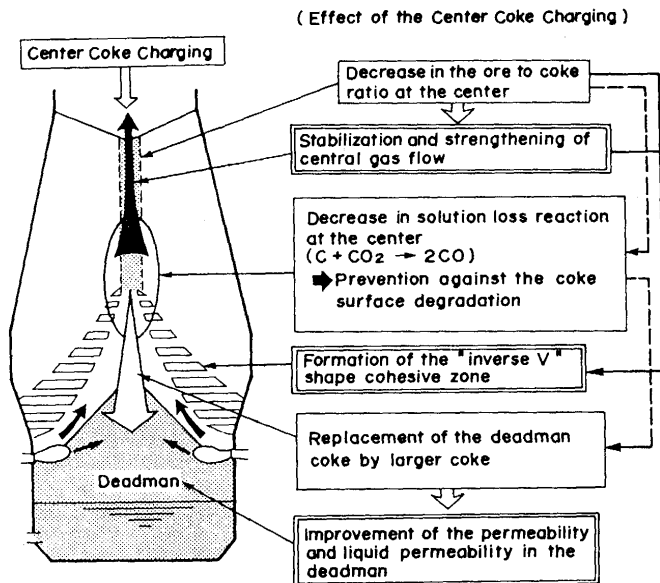 ( Effect of the Center Coke Charging )
Center Coke Charging
Decrease in the ore to coke
ratio at the center
Stabilization and strengthening of
central gas flow
Decrease in solution loss reaction
at the center
(C + CO2 → 2CO)
➡ Prevention against the coke
surface degradation
Formation of the "inverse V"
shape cohesive zone
Replacement of the deadman
coke by larger coke
Deadman
Improvement of the permeability
and liquid permeability in the
deadman